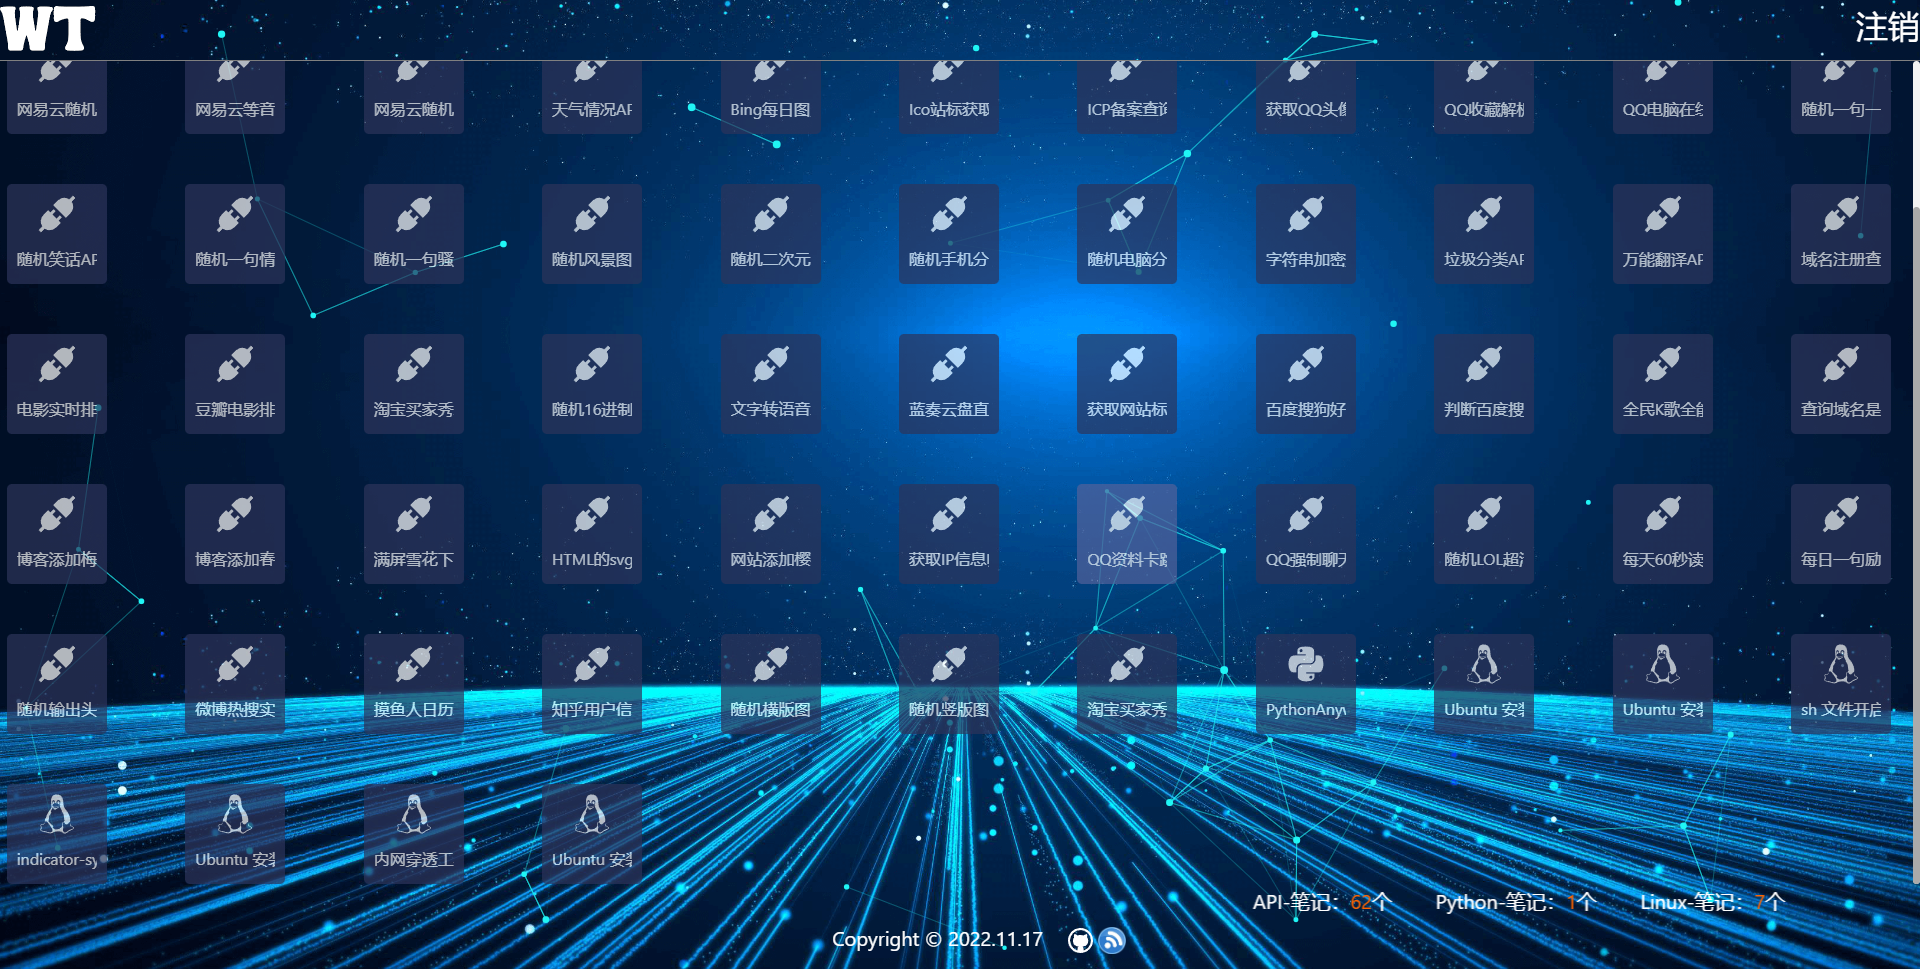 WT
注销
网易云随机
网易云等音
网易云随机
天气情况AP
Bing每日图
Ico站标获取
ICP备案查询
获取QQ头像
QQ收藏解析
QQ电脑在线
随机一句一
随机笑话AP
随机一句情
随机一句骚
随机风景图
随机二次元
随机手机分
随机电脑分
字符串加密
垃圾分类AP
万能翻译AP
域名注册查
电影实时排
豆瓣电影排
淘宝买家秀
随机16进制
文字转语音
蓝奏云盘直
获取网站标
百度搜狗好
判断百度搜
全民K歌全能
查询域名是
博客添加梅
博客添加春
满屏雪花下
HTML的svg
网站添加樱
获取IP信息
QQ资料卡
QQ强制聊天
随机LOL超
每天60秒读
每日一句励
随机输出头
微博热搜实
摸鱼人日历
知乎用户信
随机横版图
随机竖版图
淘宝买家秀
PythonAnyw
Ubuntu 安装
Ubuntu 安装
sh 文件开启
indicator-sy
Ubuntu 安装
内网穿透工
Ubuntu 安装
API-笔记：62个 Python-笔记：1个 Linux-笔记：7个
Copyright © 2022.11.17